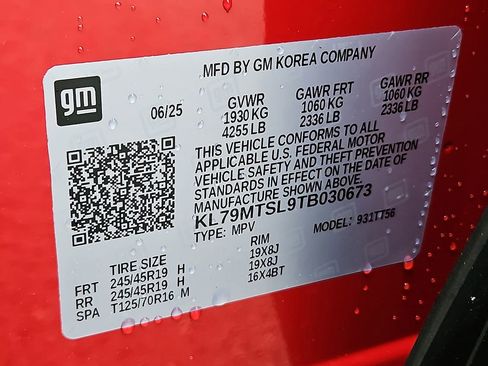 MFD BY GM KOREA COMPANY
gm
06/25
GVWR GAWR FRT GAWR RR
1930 KG 1060 KG 1060 KG
4255 LB 2336 LB 2336 LB
THIS VEHICLE CONFORMS TO ALL
APPLICABLE U.S. FEDERAL MOTOR
VEHICLE SAFETY AND THEFT PREVENTION
STANDARDS IN EFFECT ON THE DATE OF
MANUFACTURE SHOWN ABOVE.
KL79MTSL9TB030673
TYPE: MPV MODEL: 931TT56
TIRE SIZE RIM
FRT 245/45R19 H 19X8J
RR 245/45R19 H 19X8J
SPA T125/70R16 M 16X4BT